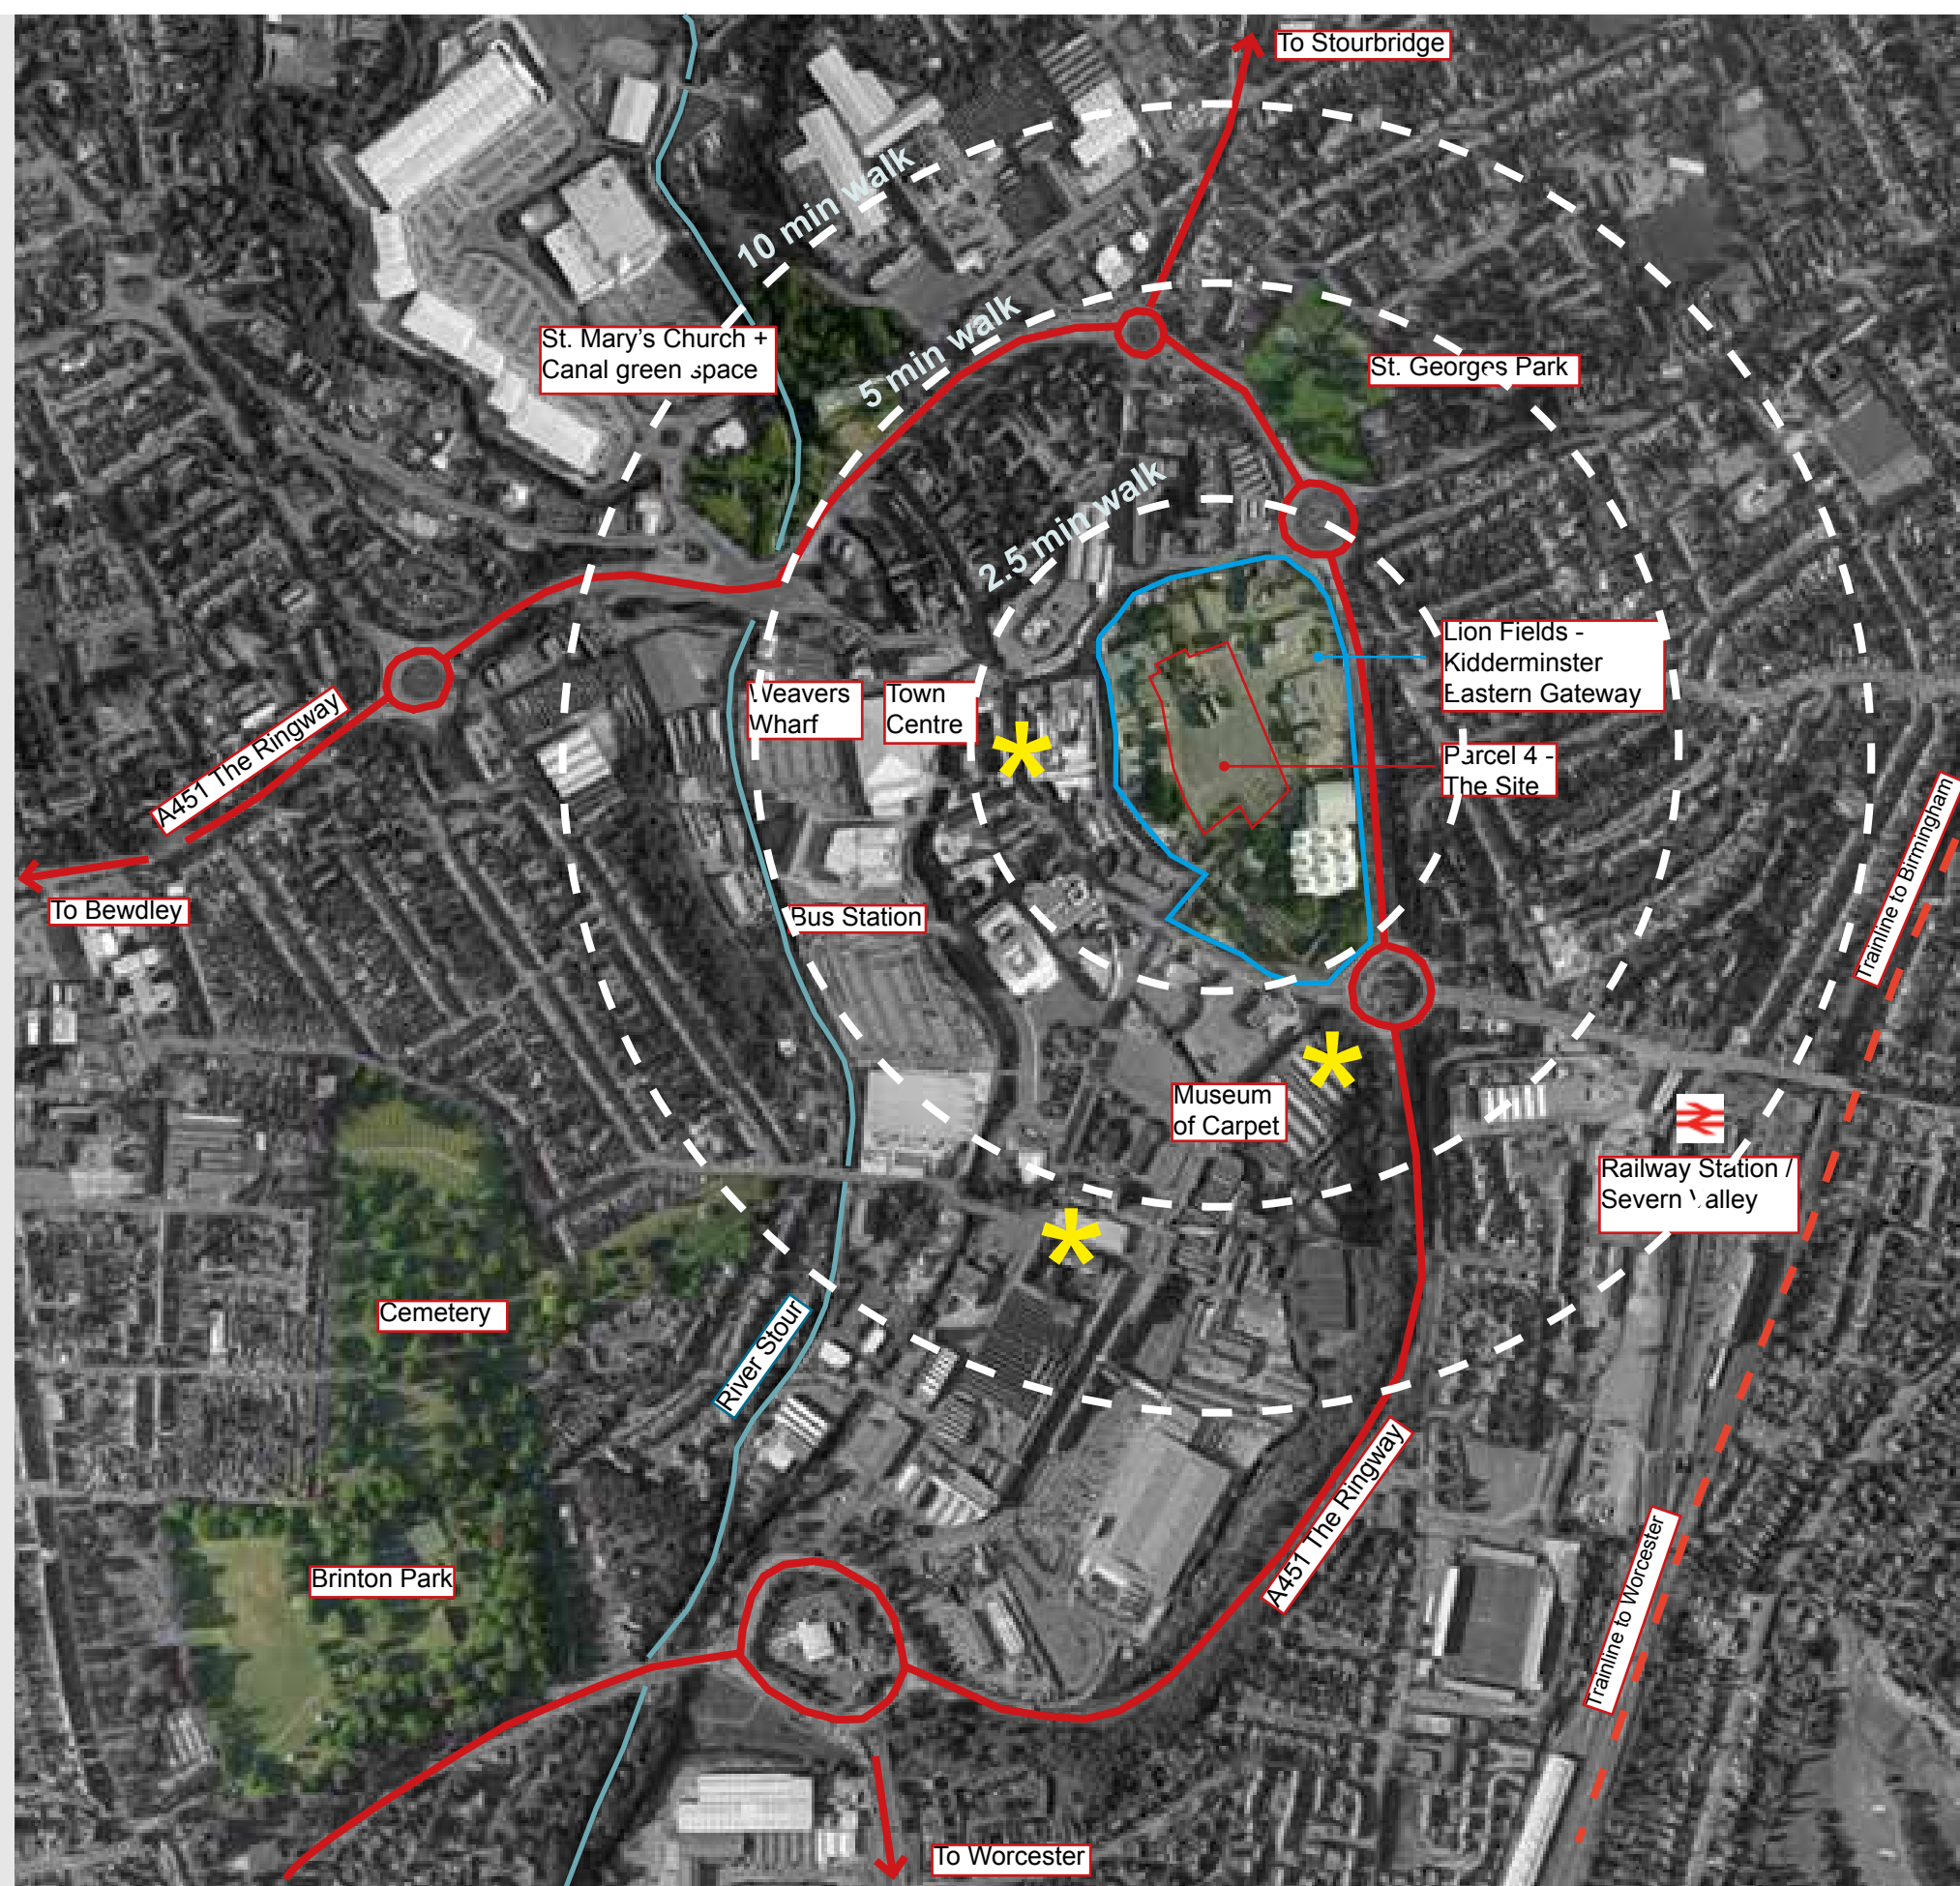 To Stourbridge
10 min walk
St. Mary's Church +
Canal green space
5 min walk
St. Georges Park
2.5 min walk
Lion Fields -
Kidderminster
Eastern Gateway
Weavers
Wharf
Town
Centre
Parcel 4 -
The Site
A451 The Ringway
To Bewdley
Bus Station
Trainline to Birmingham
Museum
of Carpet
Railway Station /
Severn Valley
Cemetery
River Stour
A451 The Ringway
Brinton Park
Trainline to Worcester
To Worcester